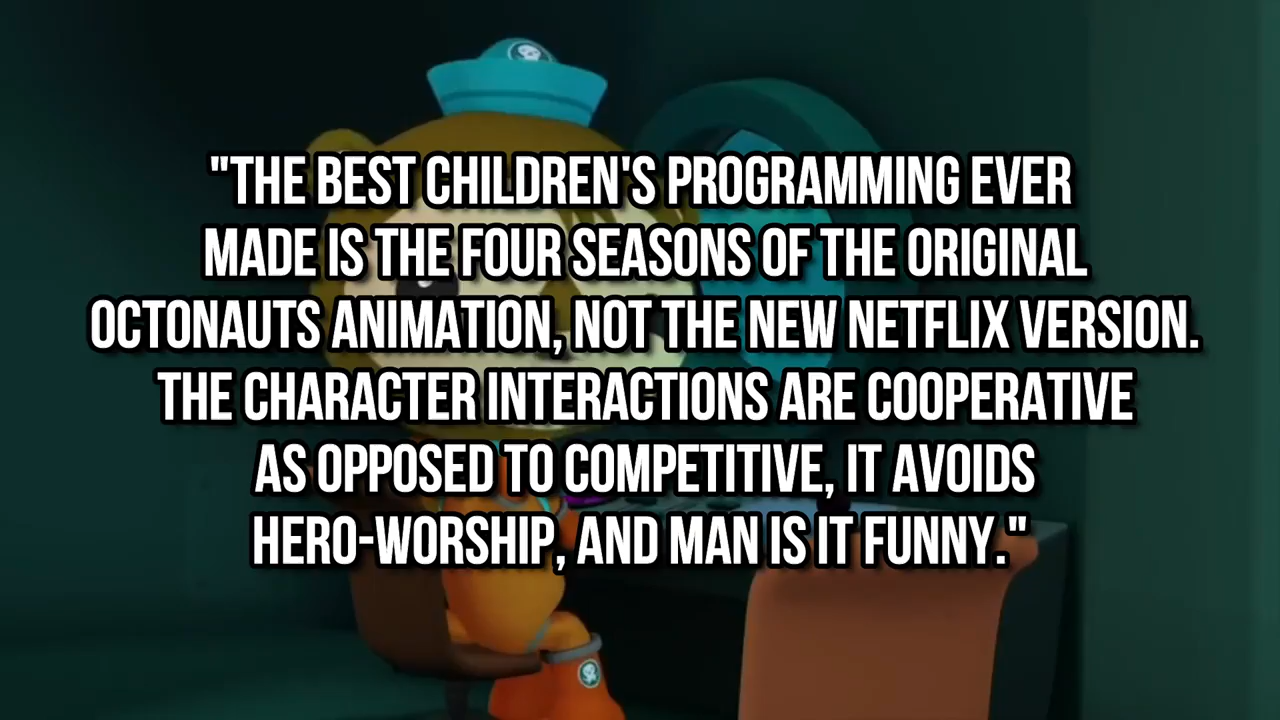 "THE BEST CHILDREN'S PROGRAMMING EVER
MADE IS THE FOUR SEASONS OF THE ORIGINAL
OCTONAUTS ANIMATION, NOT THE NEW NETFLIX VERSION.
THE CHARACTER INTERACTIONS ARE COOPERATIVE
AS OPPOSED TO COMPETITIVE, IT AVOIDS
HERO-WORSHIP, AND MAN IS IT FUNNY."